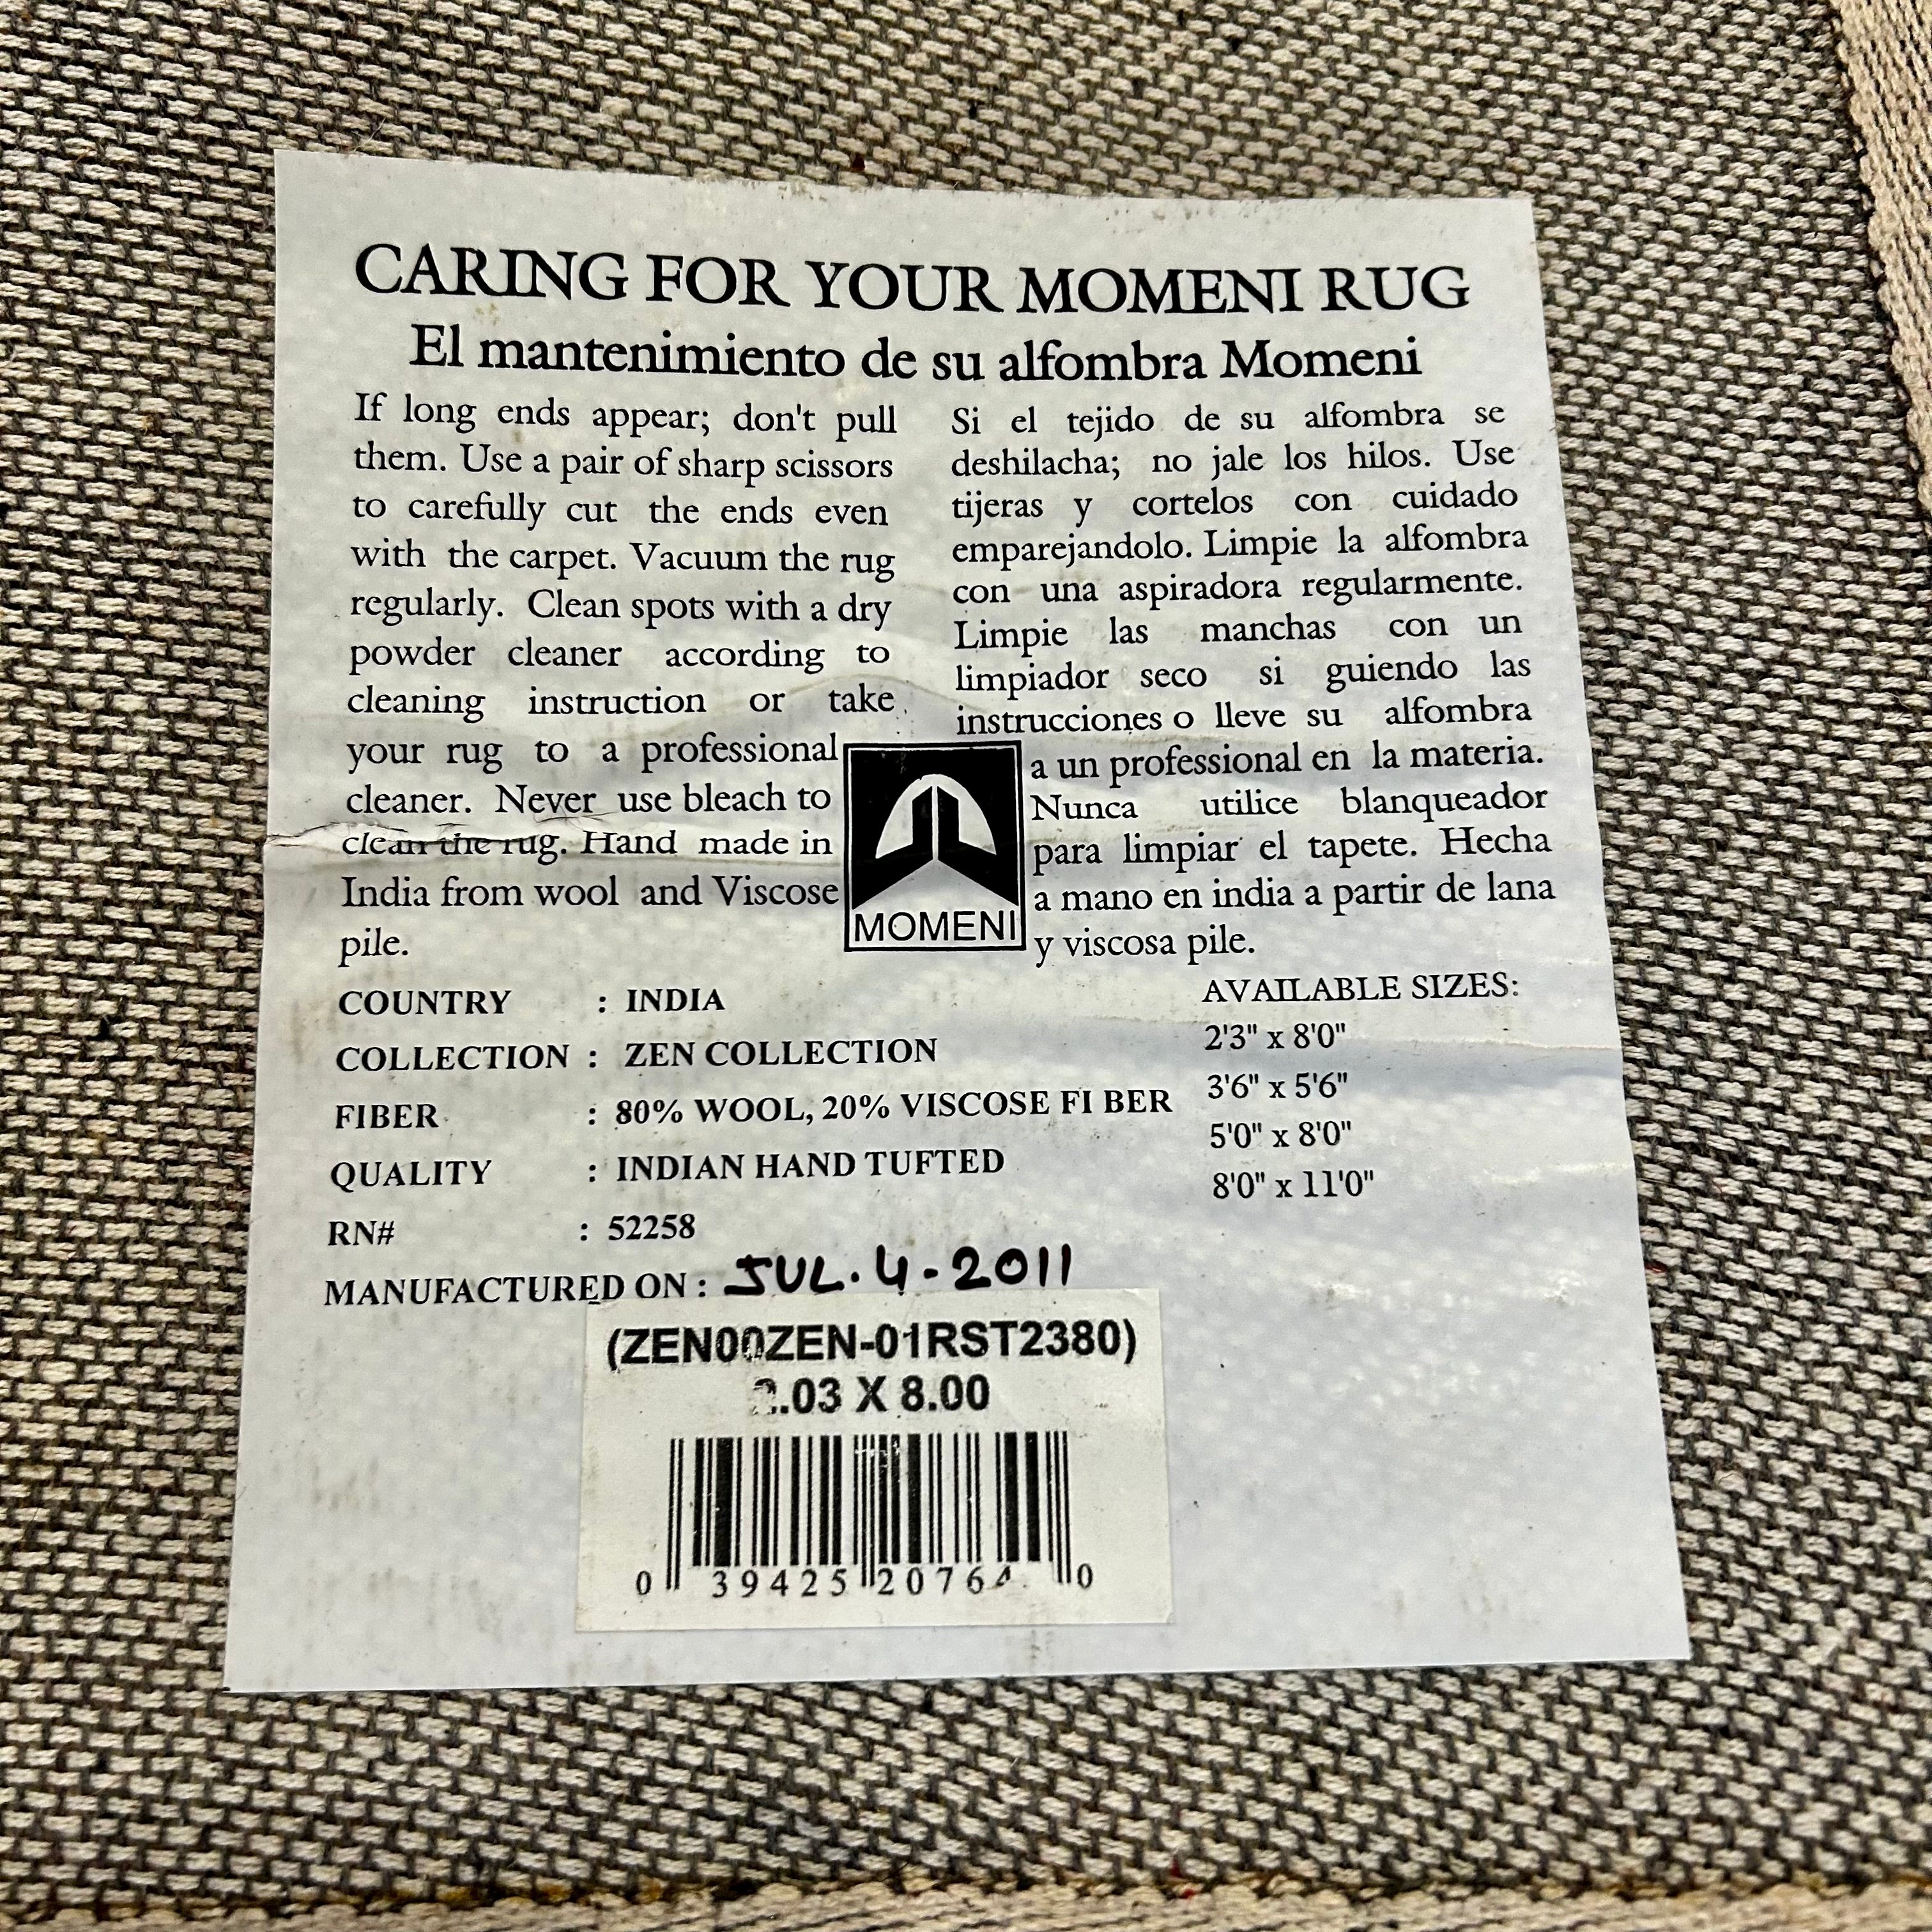 CARING FOR YOUR MOMENI RUG
El mantenimiento de su alfombra Momeni
If long ends appear; don't pull
them. Use a pair of sharp scissors
to carefully cut the ends even
with the carpet. Vacuum the rug
regularly. Clean spots with a dry
powder cleaner according to
cleaning instruction or take
your rug to a professional
cleaner. Never use bleach to
clean the rug. Hand made in
India from wool and Viscose
pile.
Si el tejido de su alfombra se
deshilacha; no jale los hilos. Use
tijeras y cortelos con cuidado
emparejandolo. Limpie la alfombra
con una aspiradora regularmente.
Limpie las manchas con un
limpiador seco si guiendo las
instrucciones o lleve su alfombra
a un professional en la materia.
Nunca utilice blanqueador
para limpiar el tapete. Hecha
a mano en india a partir de lana
y viscosa pile.
MOMENI
COUNTRY : INDIA
COLLECTION : ZEN COLLECTION
FIBER : 80% WOOL, 20% VISCOSE FI BER
QUALITY : INDIAN HAND TUFTED
RN# : 52258
MANUFACTURED ON : JUL. 4 - 2011
AVAILABLE SIZES:
2'3" x 8'0"
3'6" x 5'6"
5'0" x 8'0"
8'0" x 11'0"
(ZEN00ZEN-01RST2380)
X 8.00
0 39425 0